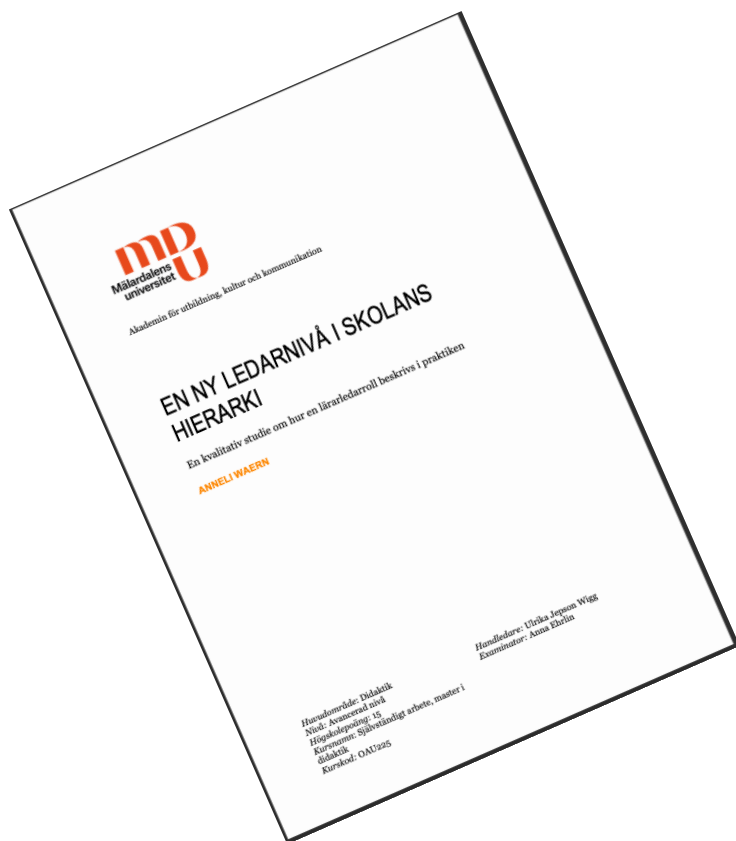 mdu
Mälardalens
universitet
Akademin för utbildning, kultur och kommunikation
EN NY LEDARNIVÅ I SKOLANS
HIERARKI
En kvalitativ studie om hur en lärarledarroll beskrivs i praktiken
ANNELI WAERN
Huvudområde: Didaktik
Nivå: Avancerad nivå
Högskolepoäng: 15
Kursnamn: Självständigt arbete, master i
didaktik
Kurskod: OAU225
Handledare: Ulrika Jepson Wigg
Examinator: Anna Ehrlin